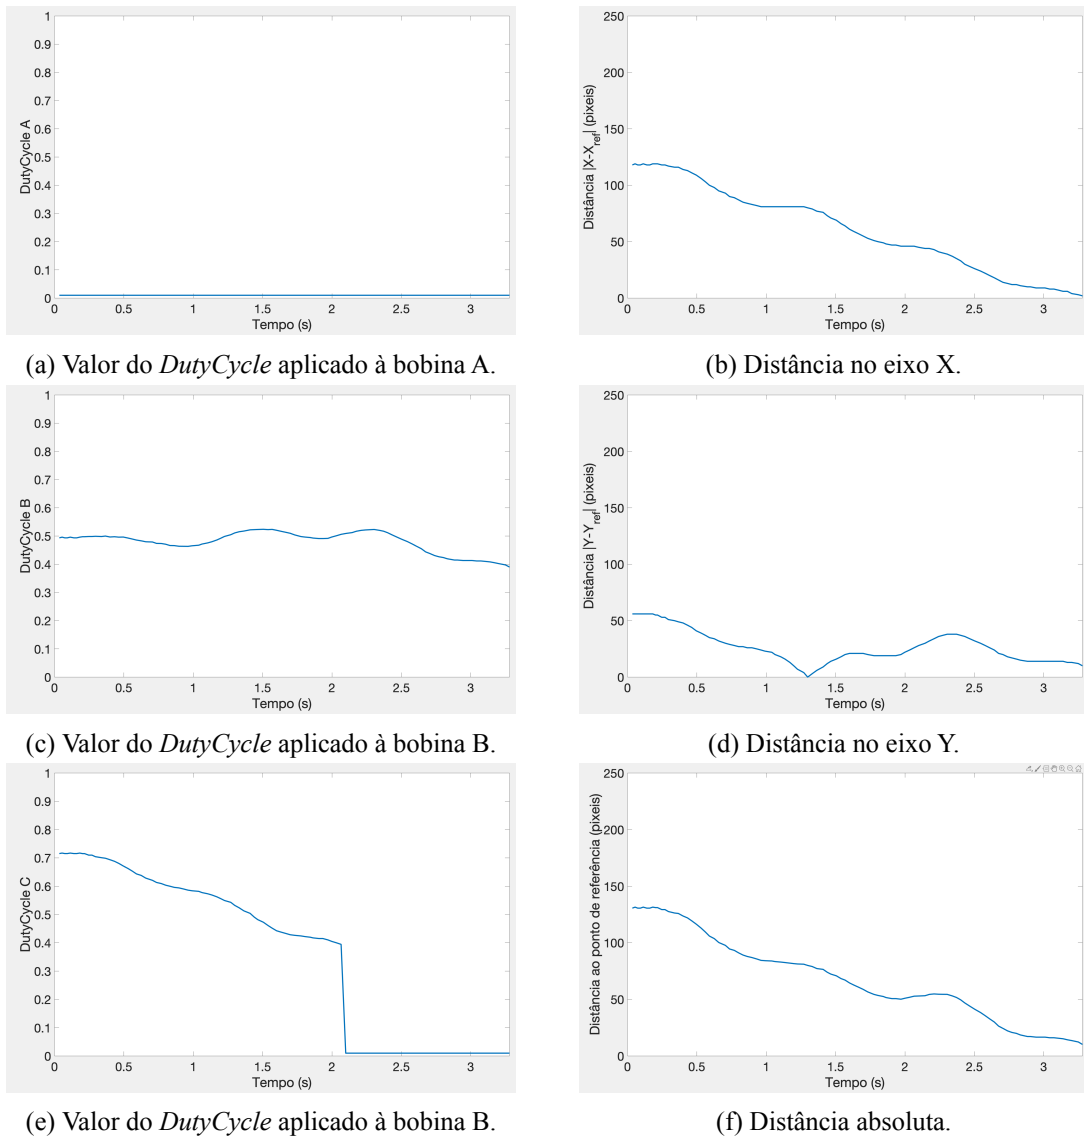 1
0.9
0.8
0.7
0.6
0.5
0.4
0.3
0.2
0.1
0
DutyCycle A
0 0.5 1 1.5 2 2.5 3
Tempo (s)
(a) Valor do DutyCycle aplicado à bobina A.
250
200
150
100
50
0
Distância |X-Xref| (pixeis)
0 0.5 1 1.5 2 2.5 3
Tempo (s)
(b) Distância no eixo X.
1
0.9
0.8
0.7
0.6
0.5
0.4
0.3
0.2
0.1
0
DutyCycle B
0 0.5 1 1.5 2 2.5 3
Tempo (s)
(c) Valor do DutyCycle aplicado à bobina B.
250
200
150
100
50
0
Distância |Y-Yref| (pixeis)
0 0.5 1 1.5 2 2.5 3
Tempo (s)
(d) Distância no eixo Y.
1
0.9
0.8
0.7
0.6
0.5
0.4
0.3
0.2
0.1
0
DutyCycle C
0 0.5 1 1.5 2 2.5 3
Tempo (s)
(e) Valor do DutyCycle aplicado à bobina B.
250
200
150
100
50
0
Distância ao ponto de referência (pixeis)
0 0.5 1 1.5 2 2.5 3
Tempo (s)
(f) Distância absoluta.